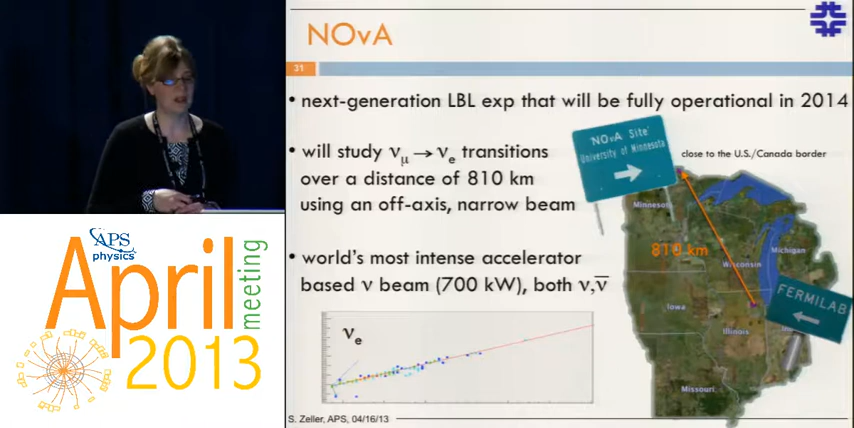 NOvA
31
• next-generation LBL exp that will be fully operational in 2014
• will study νμ → νe transitions
over a distance of 810 km
using an off-axis, narrow beam
• world's most intense accelerator
based ν beam (700 kW), both ν,ν̅
νe
'NOνA Site'
University of Minnesota
close to the U.S./Canada border
Minnesota
810 km
Wisconsin
Michigan
FERMILAB
Iowa
Illinois
Missouri
S. Zeller, APS, 04/16/13
APS
physics
April
meeting
2013